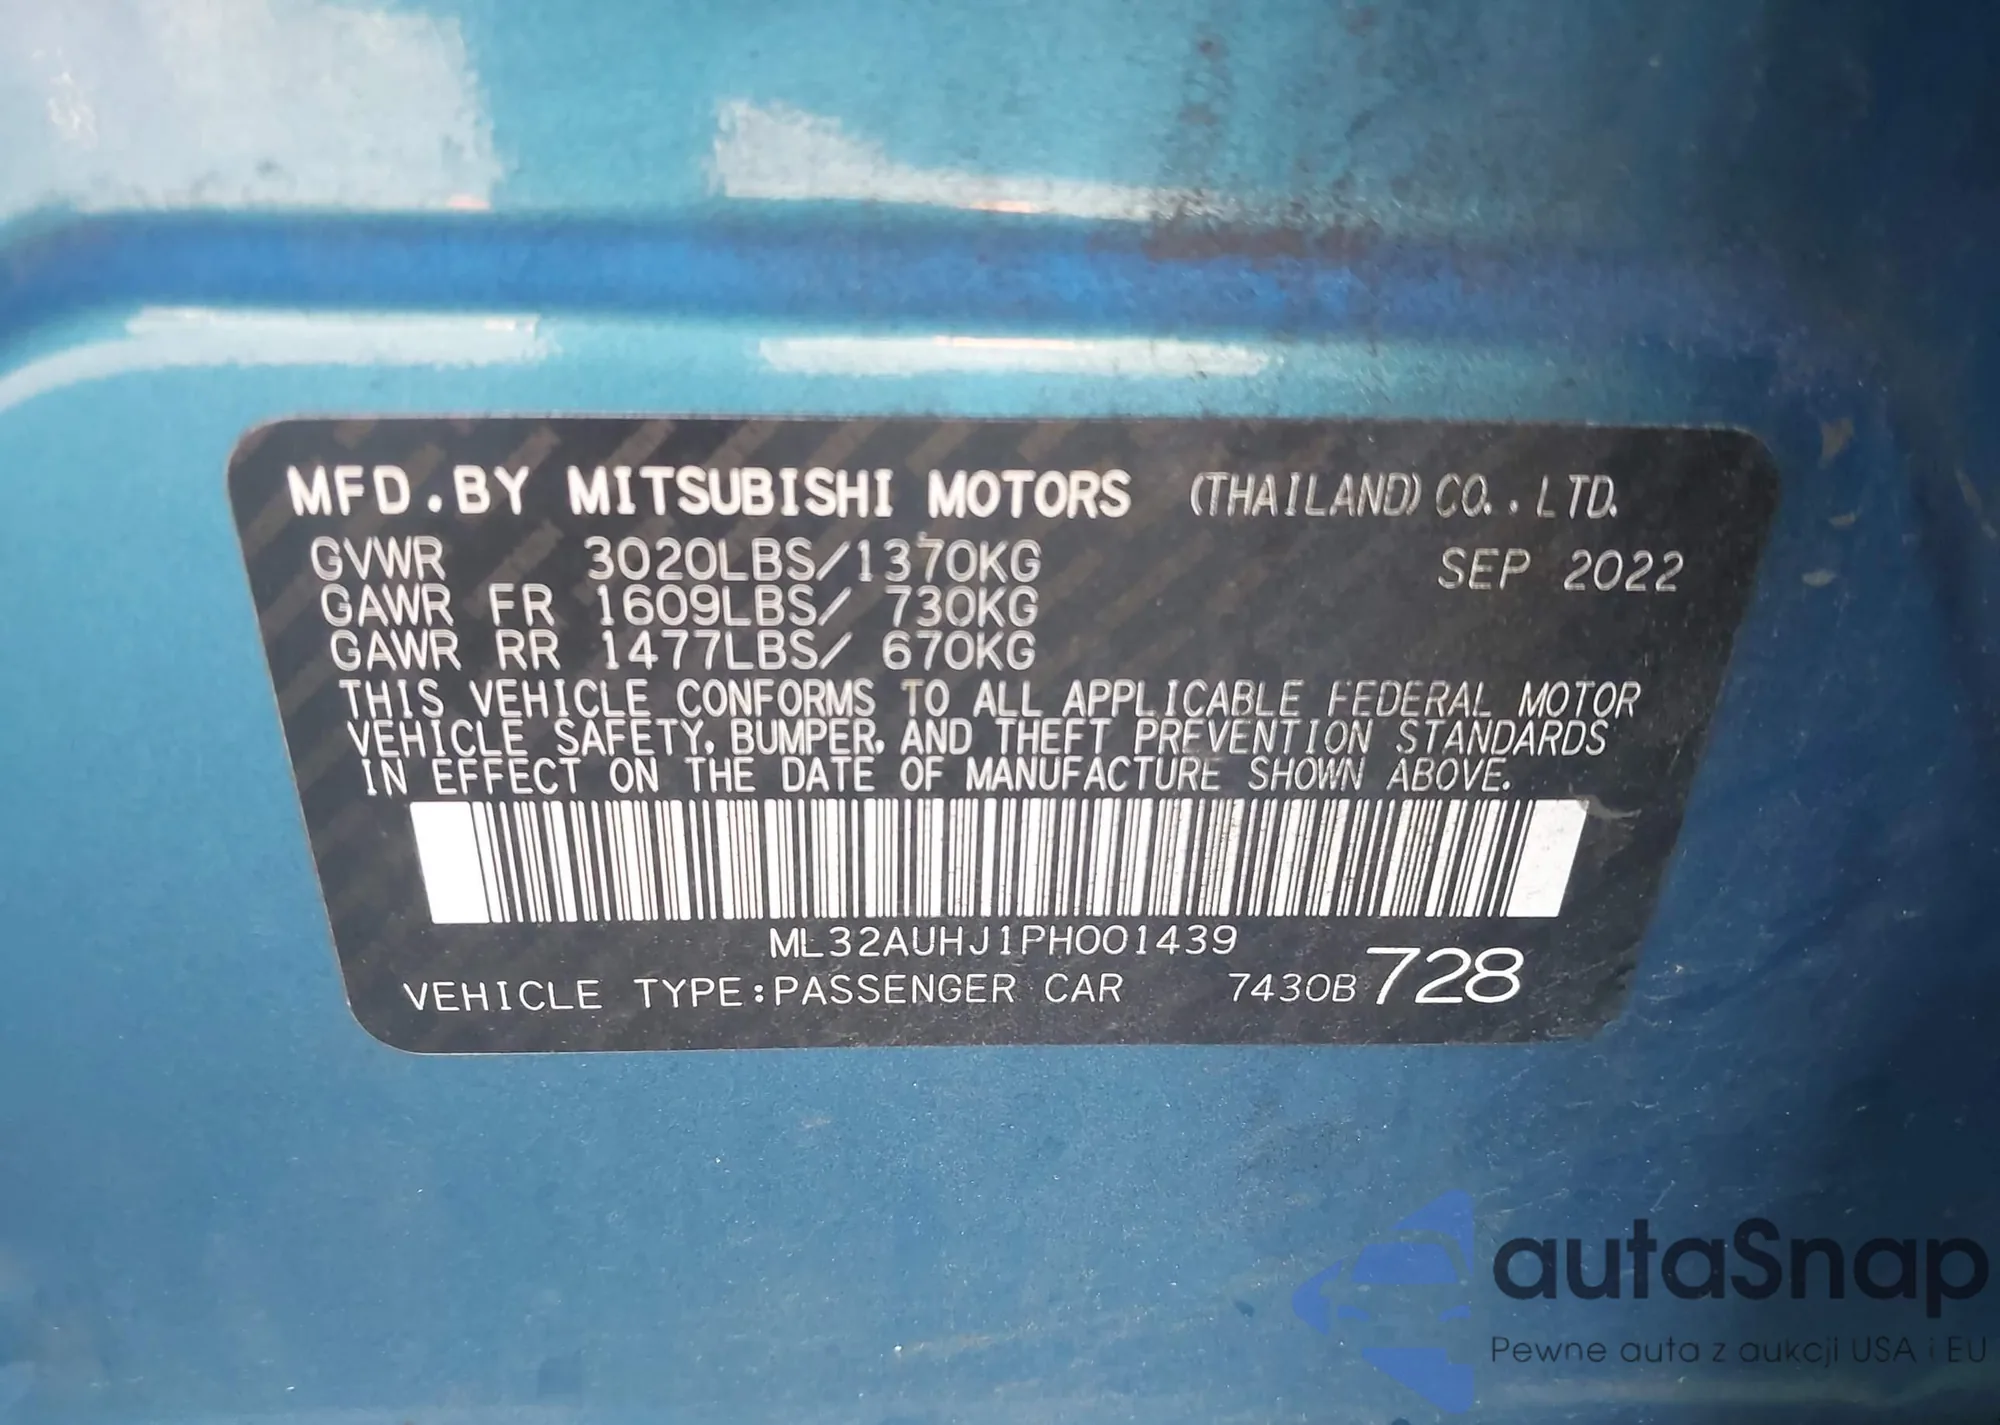 MFD.BY MITSUBISHI MOTORS (THAILAND) CO., LTD.
GVWR 3020LBS/1370KG SEP 2022
GAWR FR 1609LBS/ 730KG
GAWR RR 1477LBS/ 670KG
THIS VEHICLE CONFORMS TO ALL APPLICABLE FEDERAL MOTOR
VEHICLE SAFETY, BUMPER, AND THEFT PREVENTION STANDARDS
IN EFFECT ON THE DATE OF MANUFACTURE SHOWN ABOVE.
ML32AUHJ1PH001439
VEHICLE TYPE:PASSENGER CAR 7430B 728
autaSnap
Pewne auta z aukcji USA i EU